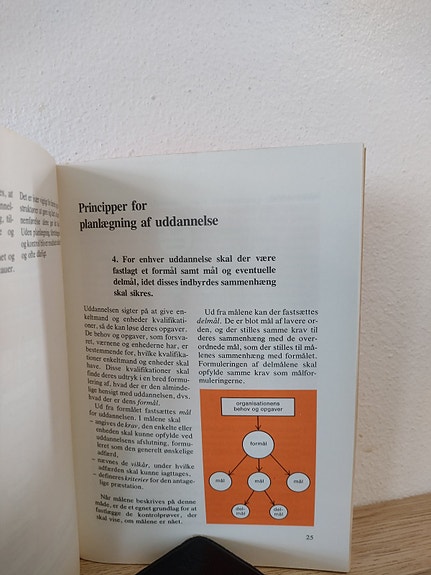 Principper for
planlægning af uddannelse
4. For enhver uddannelse skal der være
fastlagt et formål samt mål og eventuelle
delmål, idet disses indbyrdes sammenhæng
skal sikres.
Uddannelsen sigter på at give en-
keltmand og enheder kvalifikati-
oner, så de kan løse deres opgaver.
De behov og opgaver, som forsva-
ret, værnene og enhederne har, er
bestemmende for, hvilke kvalifika-
tioner enkeltmand og enheder skal
have. Disse kvalifikationer skal
finde deres udtryk i en bred formu-
lering af, hvad der er den alminde-
lige hensigt med uddannelsen, dvs.
hvad der er dens formål.
Ud fra formålet fastsættes mål
for uddannelsen. I målene skal
– angives de krav, den enkelte eller
enheden skal kunne opfylde ved
uddannelsens afslutning, formu-
leret som den generelt ønskelige
adfærd,
– nævnes de vilkår, under hvilke
adfærden skal kunne iagttages,
– defineres kriterier for den antage-
lige præstation.
Når målene beskrives på denne
måde, er de et egnet grundlag for at
fastlægge de kontrolprøver, der
skal vise, om målene er nået.
Ud fra målene kan der fastsættes
delmål. De er blot mål af lavere or-
den, og der stilles samme krav til
deres sammenhæng med de over-
ordnede mål, som der stilles til må-
lenes sammenhæng med formålet.
Formuleringen af delmålene skal
opfylde samme krav som målfor-
muleringerne.
organisationens
behov og opgaver
formål
mål
mål
mål
del-
mål
del-
mål
25